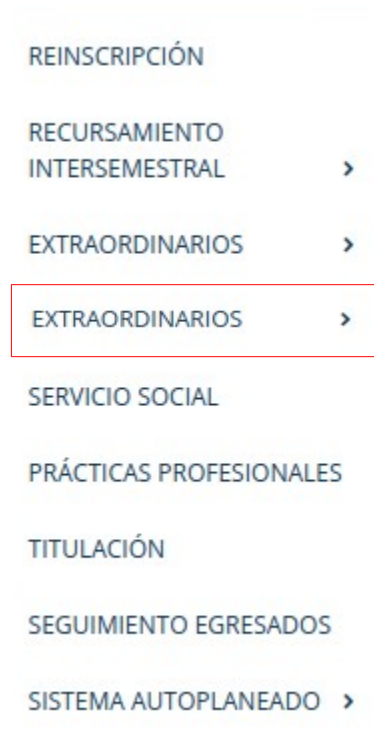 REINSCRIPCIÓN
RECURSAMIENTO
INTERSEMESTRAL >
EXTRAORDINARIOS >
EXTRAORDINARIOS >
SERVICIO SOCIAL
PRÁCTICAS PROFESIONALES
TITULACIÓN
SEGUIMIENTO EGRESADOS
SISTEMA AUTOPLANEADO >